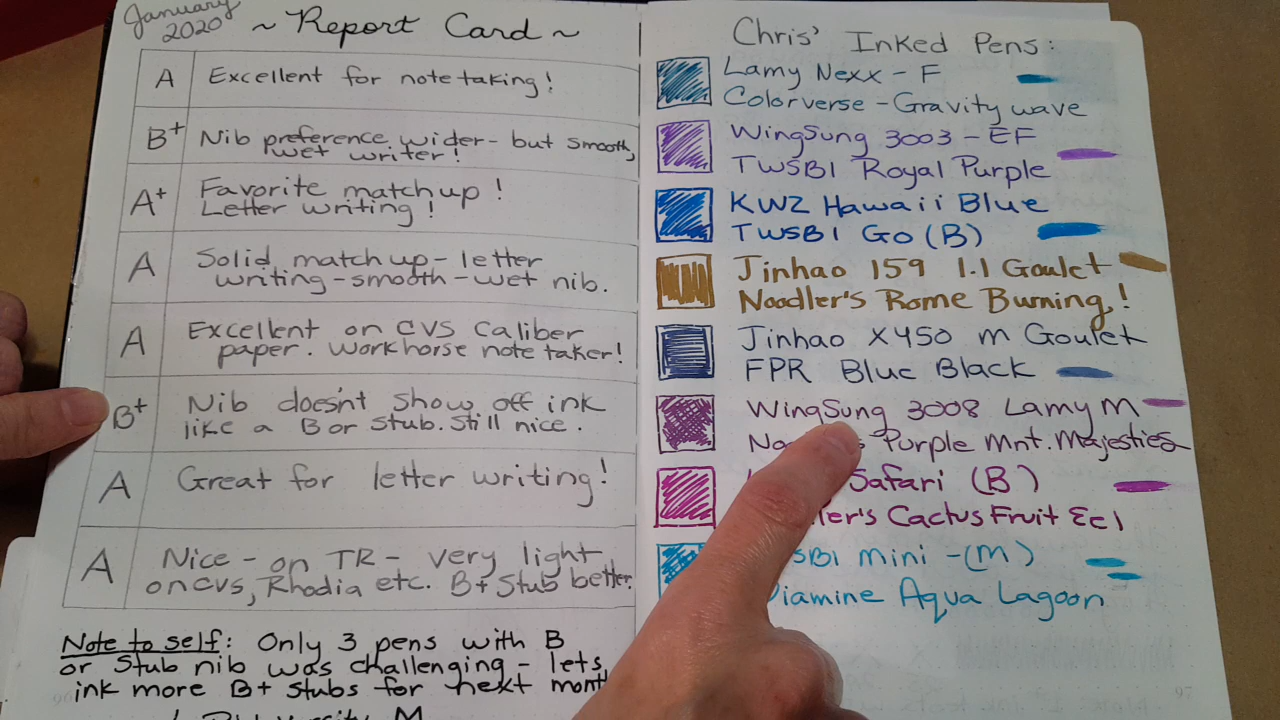 January
2020
~ Report Card ~
A Excellent for note taking!
B+ Nib preference wider - but smooth,
wet writer!
A+ Favorite match up!
Letter writing!
A Solid match up - letter
writing - smooth - wet nib.
A Excellent on CVS Caliber
paper. Workhorse note taker!
B+ Nib doesn't show off ink
like a B or Stub. Still nice.
A Great for letter writing!
A Nice - on TR - very light
on CVS, Rhodia etc. B+ Stub better.
Note to self: Only 3 pens with B
or Stub nib was challenging - lets
ink more B+ Stubs for next month
M
Chris' Inked Pens:
Lamy Nexx - F
Colorverse - Gravity wave
WingSung 3003 - EF
TWSBI Royal Purple
KWZ Hawaii Blue
TWSBI Go (B)
Jinhao 159 1.1 Goulet
Noodler's Rome Burning!
Jinhao X450 m Goulet
FPR Blue Black
WingSung 3008 Lamy M
Purple Mnt. Majesties
Safari (B)
Cactus Fruit Ecl
Mini - (M)
Diamine Aqua Lagoon
97